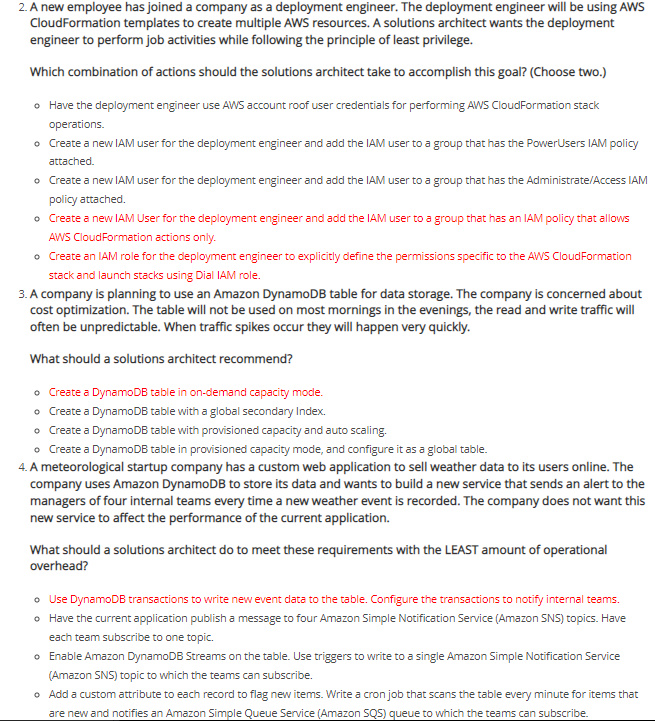 2. A new employee has joined a company as a deployment engineer. The deployment engineer will be using AWS
CloudFormation templates to create multiple AWS resources. A solutions architect wants the deployment
engineer to perform job activities while following the principle of least privilege.
Which combination of actions should the solutions architect take to accomplish this goal? (Choose two.)
Have the deployment engineer use AWS account roof user credentials for performing AWS CloudFormation stack
operations.
Create a new IAM user for the deployment engineer and add the IAM user to a group that has the PowerUsers IAM policy
attached.
Create a new IAM user for the deployment engineer and add the IAM user to a group that has the Administrate/Access IAM
policy attached.
Create a new IAM User for the deployment engineer and add the IAM user to a group that has an IAM policy that allows
AWS CloudFormation actions only.
Create an IAM role for the deployment engineer to explicitly define the permissions specific to the AWS CloudFormation
stack and launch stacks using Dial IAM role.
3. A company is planning to use an Amazon DynamoDB table for data storage. The company is concerned about
cost optimization. The table will not be used on most mornings in the evenings, the read and write traffic will
often be unpredictable. When traffic spikes occur they will happen very quickly.
What should a solutions architect recommend?
Create a DynamoDB table in on-demand capacity mode.
Create a DynamoDB table with a global secondary Index.
Create a DynamoDB table with provisioned capacity and auto scaling.
Create a DynamoDB table in provisioned capacity mode, and configure it as a global table.
4. A meteorological startup company has a custom web application to sell weather data to its users online. The
company uses Amazon DynamoDB to store its data and wants to build a new service that sends an alert to the
managers of four internal teams every time a new weather event is recorded. The company does not want this
new service to affect the performance of the current application.
What should a solutions architect do to meet these requirements with the LEAST amount of operational
overhead?
Use DynamoDB transactions to write new event data to the table. Configure the transactions to notify internal teams.
Have the current application publish a message to four Amazon Simple Notification Service (Amazon SNS) topics. Have
each team subscribe to one topic.
Enable Amazon DynamoDB Streams on the table. Use triggers to write to a single Amazon Simple Notification Service
(Amazon SNS) topic to which the teams can subscribe.
Add a custom attribute to each record to flag new items. Write a cron job that scans the table every minute for items that
are new and notifies an Amazon Simple Queue Service (Amazon SQS) queue to which the teams can subscribe.